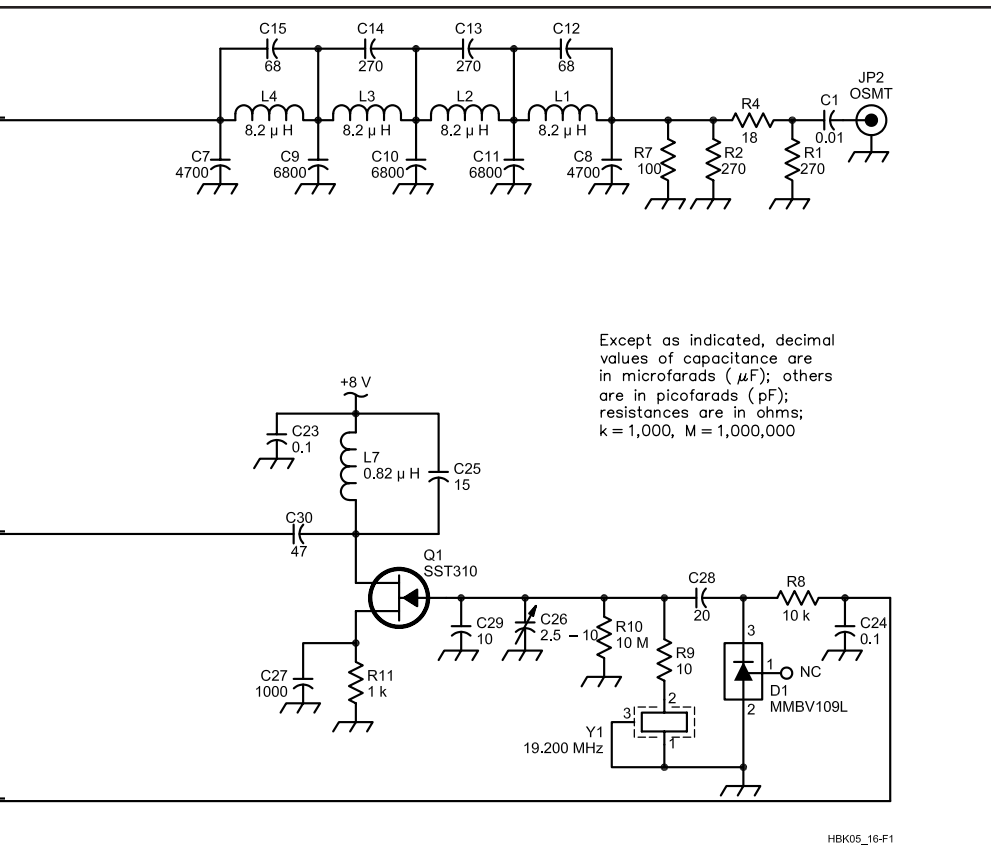 C15
68
C14
270
C13
270
C12
68
L4
8.2 µ H
L3
8.2 µ H
L2
8.2 µ H
L1
8.2 µ H
C7
4700
C9
6800
C10
6800
C11
6800
C8
4700
R7
100
R2
270
R4
18
R1
270
C1
0.01
JP2
OSMT
Except as indicated, decimal
values of capacitance are
in microfarads ( µF); others
are in picofarads ( pF);
resistances are in ohms;
k = 1,000, M = 1,000,000
+8 V
C23
0.1
L7
0.82 µ H
C25
15
C30
47
Q1
SST310
C27
1000
R11
1 k
C29
10
C26
2.5 – 10
R10
10 M
C28
20
R9
10
R8
10 k
C24
0.1
3
1
NC
D1
MMBV109L
2
2
3
1
Y1
19.200 MHz
HBK05_16-F1